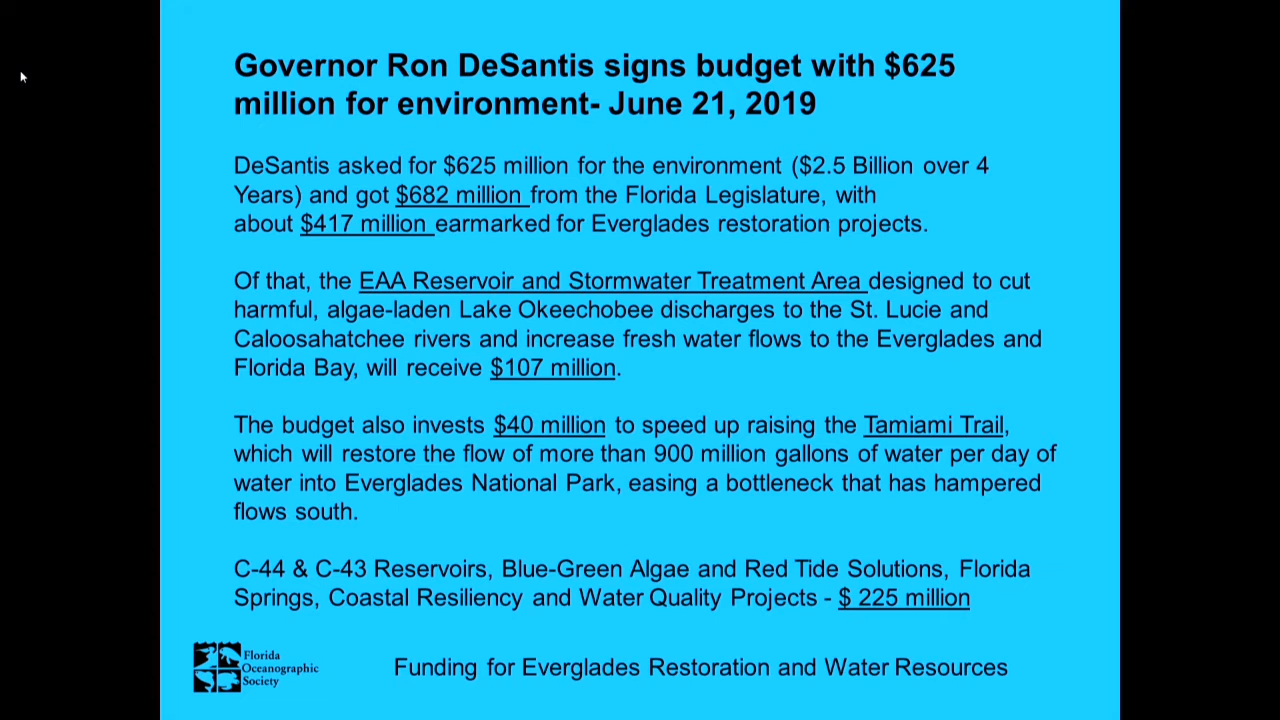 Governor Ron DeSantis signs budget with $625
million for environment- June 21, 2019
DeSantis asked for $625 million for the environment ($2.5 Billion over 4
Years) and got $682 million from the Florida Legislature, with
about $417 million earmarked for Everglades restoration projects.
Of that, the EAA Reservoir and Stormwater Treatment Area designed to cut
harmful, algae-laden Lake Okeechobee discharges to the St. Lucie and
Caloosahatchee rivers and increase fresh water flows to the Everglades and
Florida Bay, will receive $107 million.
The budget also invests $40 million to speed up raising the Tamiami Trail,
which will restore the flow of more than 900 million gallons of water per day of
water into Everglades National Park, easing a bottleneck that has hampered
flows south.
C-44 & C-43 Reservoirs, Blue-Green Algae and Red Tide Solutions, Florida
Springs, Coastal Resiliency and Water Quality Projects - $ 225 million
Florida
Oceanographic
Society
Funding for Everglades Restoration and Water Resources